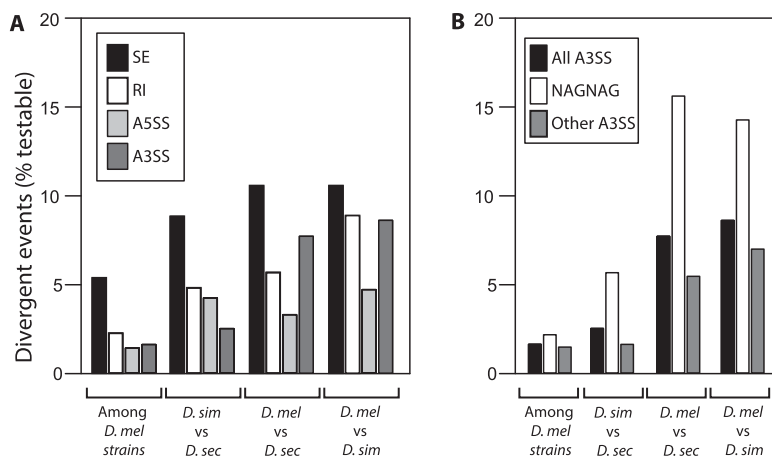 A
Divergent events (% testable)
20
15
10
5
0
SE
RI
A5SS
A3SS
Among
D. mel
strains
D. sim
vs
D. sec
D. mel
vs
D. sec
D. mel
vs
D. sim
B
20
15
10
5
0
All A3SS
NAGNAG
Other A3SS
Among
D. mel
strains
D. sim
vs
D. sec
D. mel
vs
D. sec
D. mel
vs
D. sim